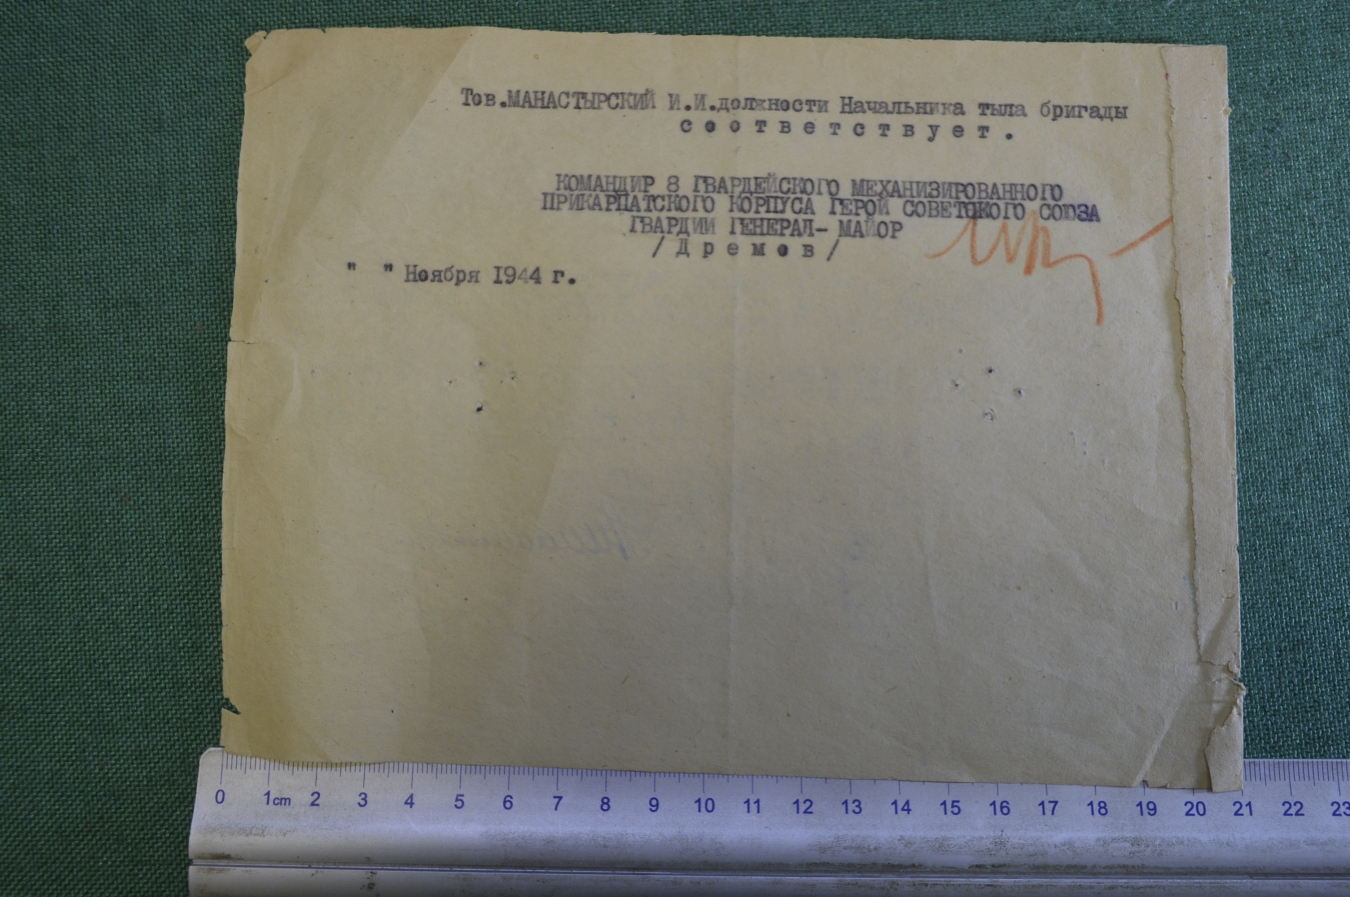 Тов.МАНАСТЫРСКИЙ И.И.должности Начальника тыла бригады
с о о т в е т с т в у е т .
КОМАНДИР 8 ГВАРДЕЙСКОГО МЕХАНИЗИРОВАННОГО
ПРИКАРПАТСКОГО КОРПУСА ГЕРОЙ СОВЕТСКОГО СОЮЗА
ГВАРДИИ ГЕНЕРАЛ- МАЙОР
/ Д р е м о в /
"   " Ноября 1944 г.
0 1cm 2 3 4 5 6 7 8 9 10 11 12 13 14 15 16 17 18 19 20 21 22 23